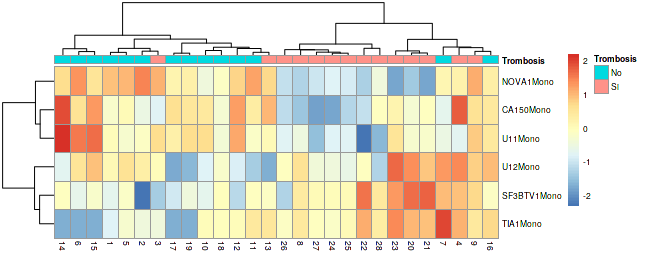 Trombosis
Trombosis
No
SI
NOVA1Mono
CA150Mono
U11Mono
U12Mono
SF3BTV1Mono
TIA1Mono
2
1
0
-1
-2
14 6 15 1 5 2 3 17 19 10 18 12 11 13 26 8 27 24 25 22 28 23 20 21 7 4 9 16